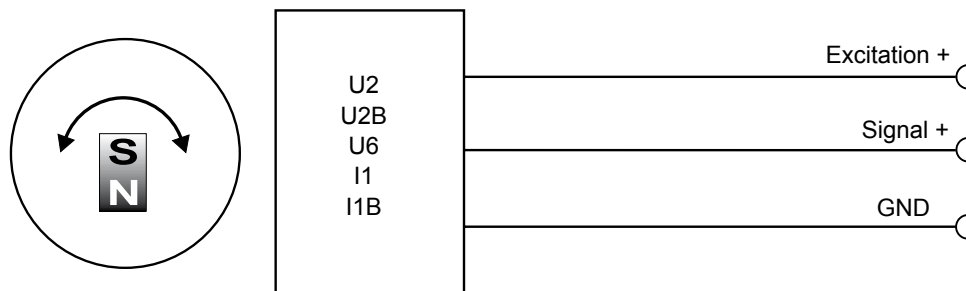 S
N
U2
U2B
U6
I1
I1B
Excitation +
Signal +
GND